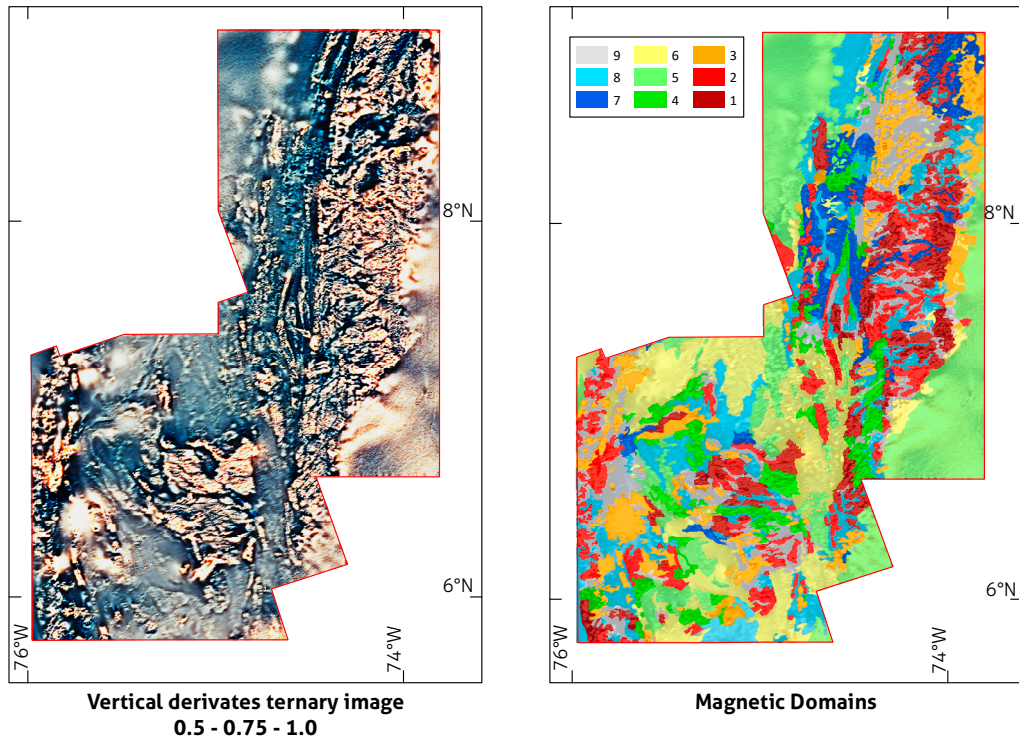 8°N
6°N
76°W
74°W
Vertical derivates ternary image
0.5 - 0.75 - 1.0
9 6 3
8 5 2
7 4 1
8°N
6°N
76°W
74°W
Magnetic Domains